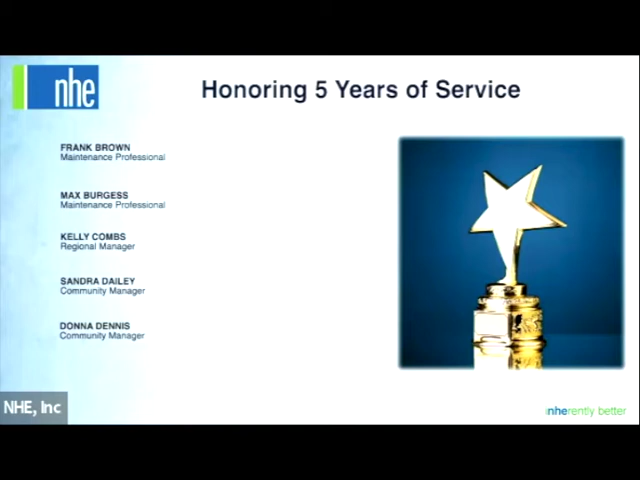 nhe
Honoring 5 Years of Service
FRANK BROWN
Maintenance Professional
MAX BURGESS
Maintenance Professional
KELLY COMBS
Regional Manager
SANDRA DAILEY
Community Manager
DONNA DENNIS
Community Manager
NHE, Inc
inherently better